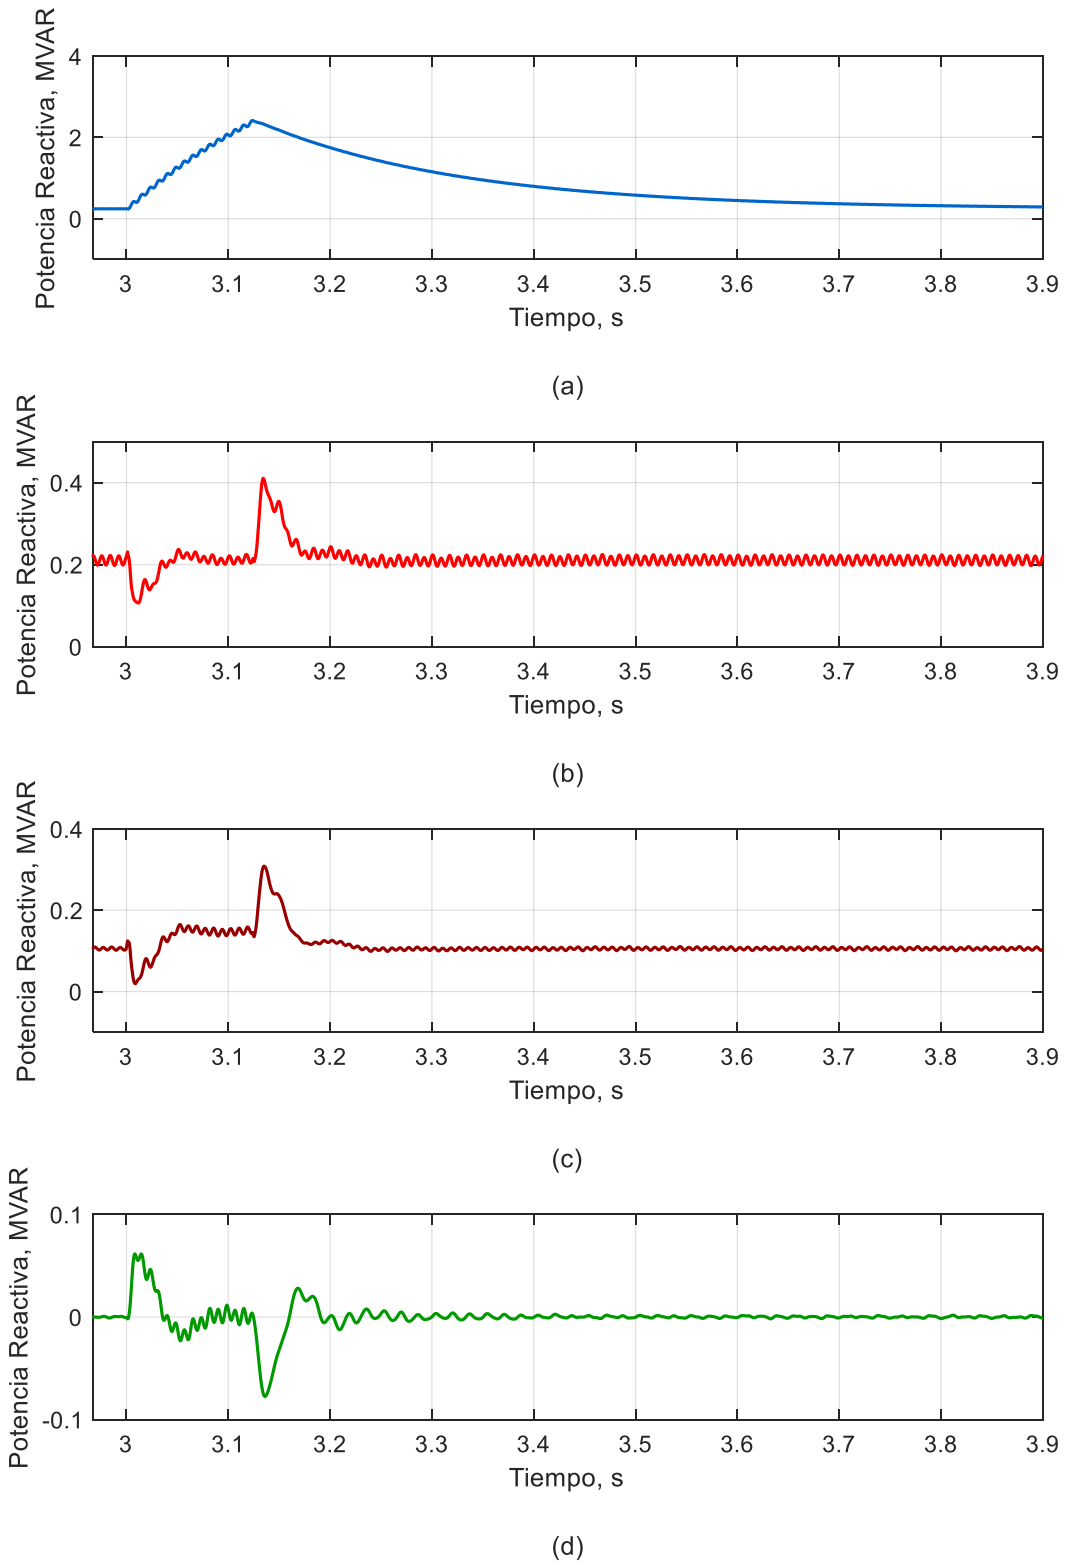 Potencia Reactiva, MVAR
4
2
0
3 3.1 3.2 3.3 3.4 3.5 3.6 3.7 3.8 3.9
Tiempo, s
(a)
Potencia Reactiva, MVAR
0.4
0.2
0
3 3.1 3.2 3.3 3.4 3.5 3.6 3.7 3.8 3.9
Tiempo, s
(b)
Potencia Reactiva, MVAR
0.4
0.2
0
3 3.1 3.2 3.3 3.4 3.5 3.6 3.7 3.8 3.9
Tiempo, s
(c)
Potencia Reactiva, MVAR
0.1
0
-0.1
3 3.1 3.2 3.3 3.4 3.5 3.6 3.7 3.8 3.9
Tiempo, s
(d)